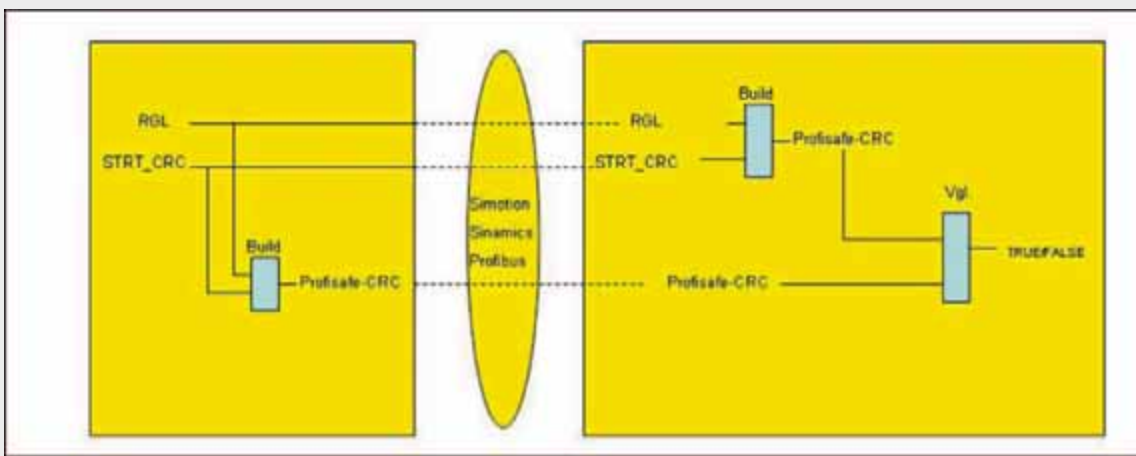 RGL
STRT_CRC
Build
Profisafe-CRC
Simotion
Sinamics
Profibus
Build
RGL
Profisafe-CRC
STRT_CRC
Vgl.
TRUE/FALSE
Profisafe-CRC